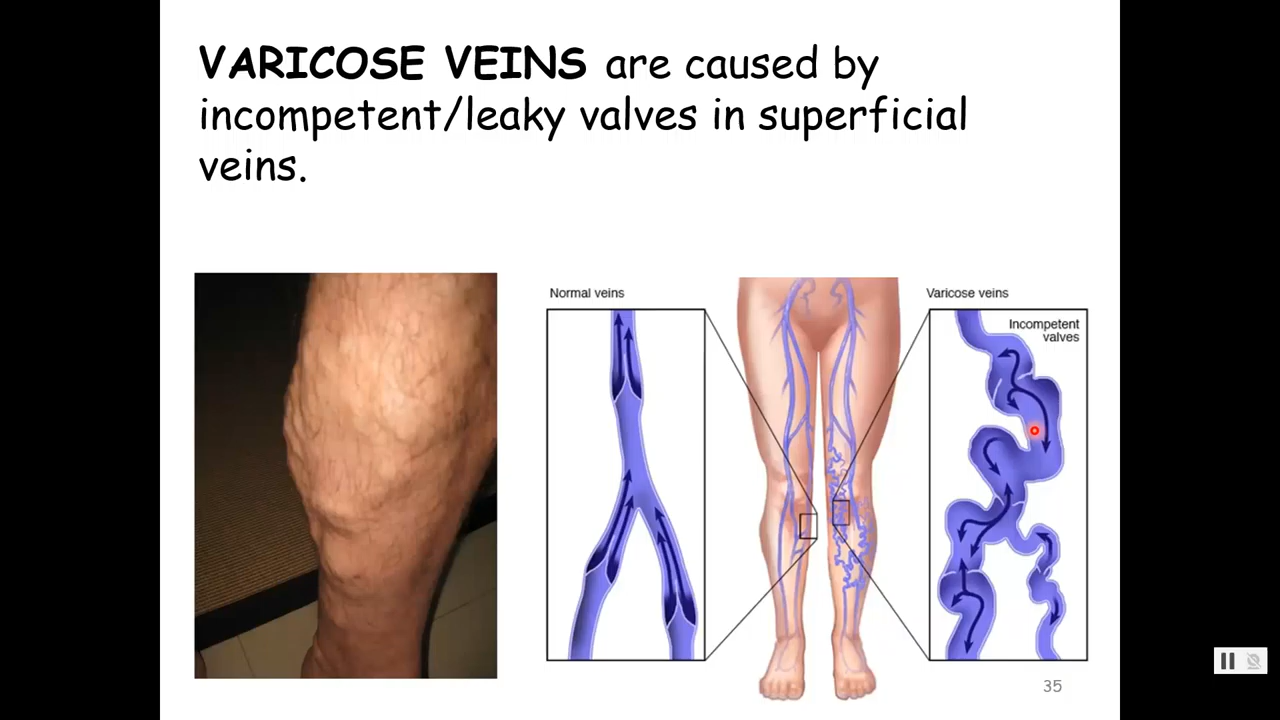 VARICOSE VEINS are caused by
incompetent/leaky valves in superficial
veins.
Normal veins
Varicose veins
Incompetent
valves
35